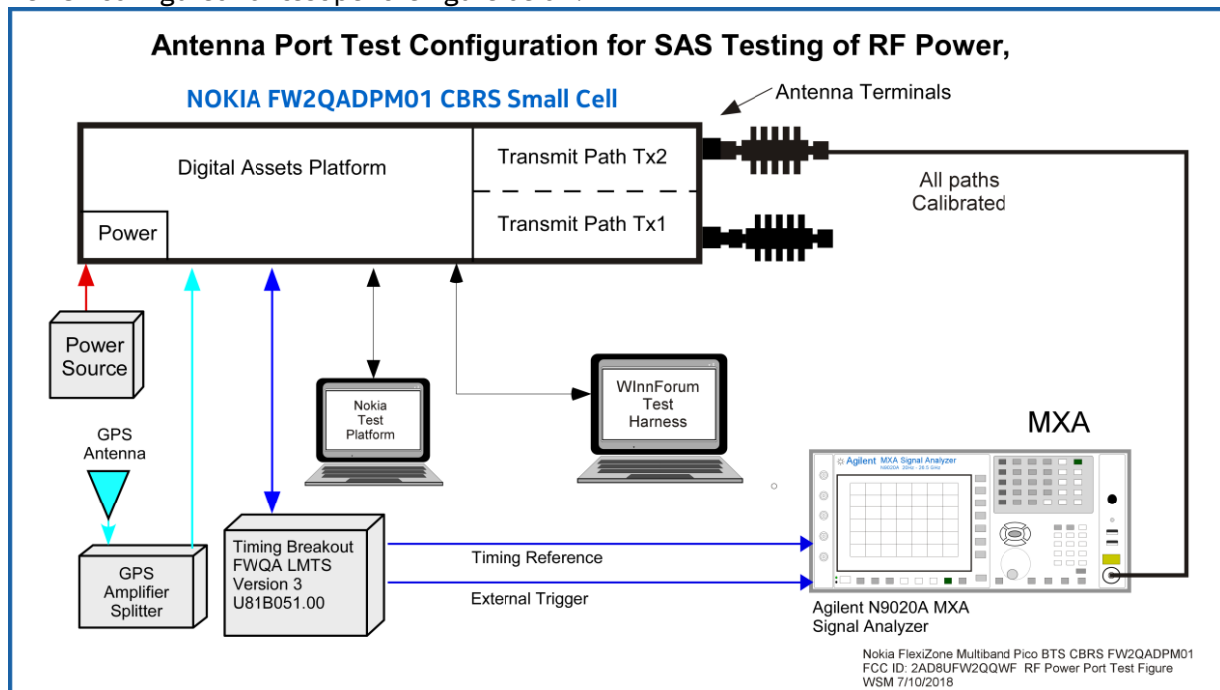 Antenna Port Test Configuration for SAS Testing of RF Power,
NOKIA FW2QADPM01 CBRS Small Cell
Antenna Terminals
Digital Assets Platform
Transmit Path Tx2
Transmit Path Tx1
Power
All paths
Calibrated
Power
Source
GPS
Antenna
Nokia
Test
Platform
WInnForum
Test
Harness
MXA
Agilent MXA Signal Analyzer
GPS
Amplifier
Splitter
Timing Breakout
FWQA LMTS
Version 3
U81B051.00
Timing Reference
External Trigger
Agilent N9020A MXA
Signal Analyzer
Nokia FlexiZone Multiband Pico BTS CBRS FW2QADPM01
FCC ID: 2AD8UFW2QQWF RF Power Port Test Figure
WSM 7/10/2018